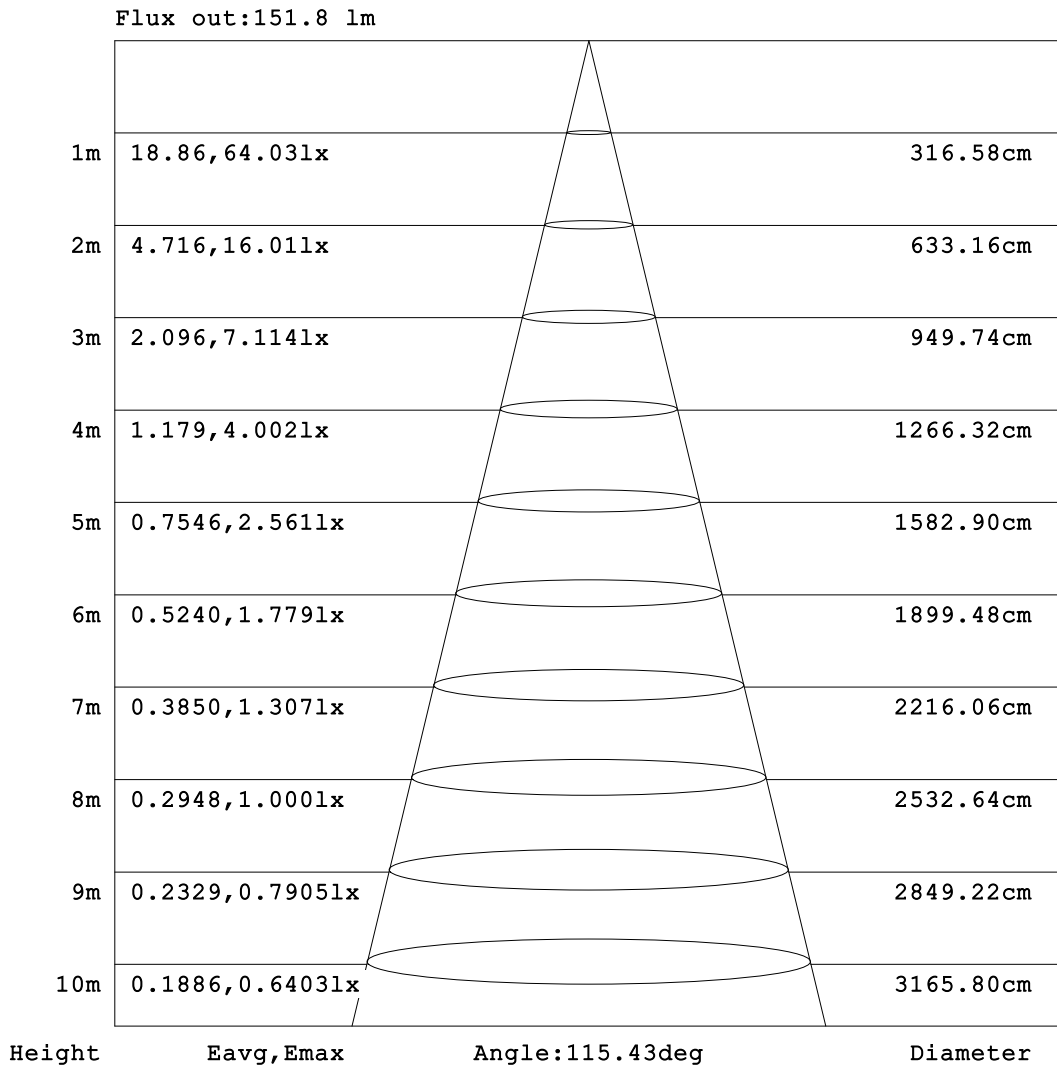 Flux out:151.8 lm
1m 18.86,64.03lx 316.58cm
2m 4.716,16.01lx 633.16cm
3m 2.096,7.114lx 949.74cm
4m 1.179,4.002lx 1266.32cm
5m 0.7546,2.561lx 1582.90cm
6m 0.5240,1.779lx 1899.48cm
7m 0.3850,1.307lx 2216.06cm
8m 0.2948,1.000lx 2532.64cm
9m 0.2329,0.7905lx 2849.22cm
10m 0.1886,0.6403lx 3165.80cm
Height Eavg,Emax Angle:115.43deg Diameter